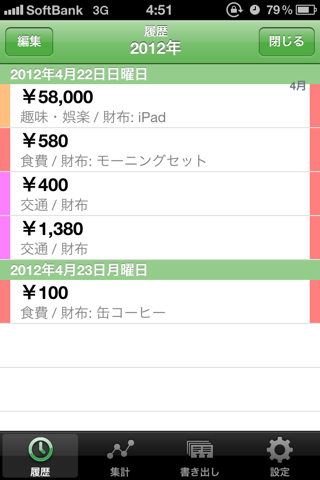 SoftBank 3G 4:51 79%
編集
履歴
2012年
閉じる
2012年4月22日日曜日
4月
¥58,000
趣味・娯楽 / 財布: iPad
¥580
食費 / 財布: モーニングセット
¥400
交通 / 財布
¥1,380
交通 / 財布
2012年4月23日月曜日
¥100
食費 / 財布: 缶コーヒー
履歴
集計
書き出し
設定